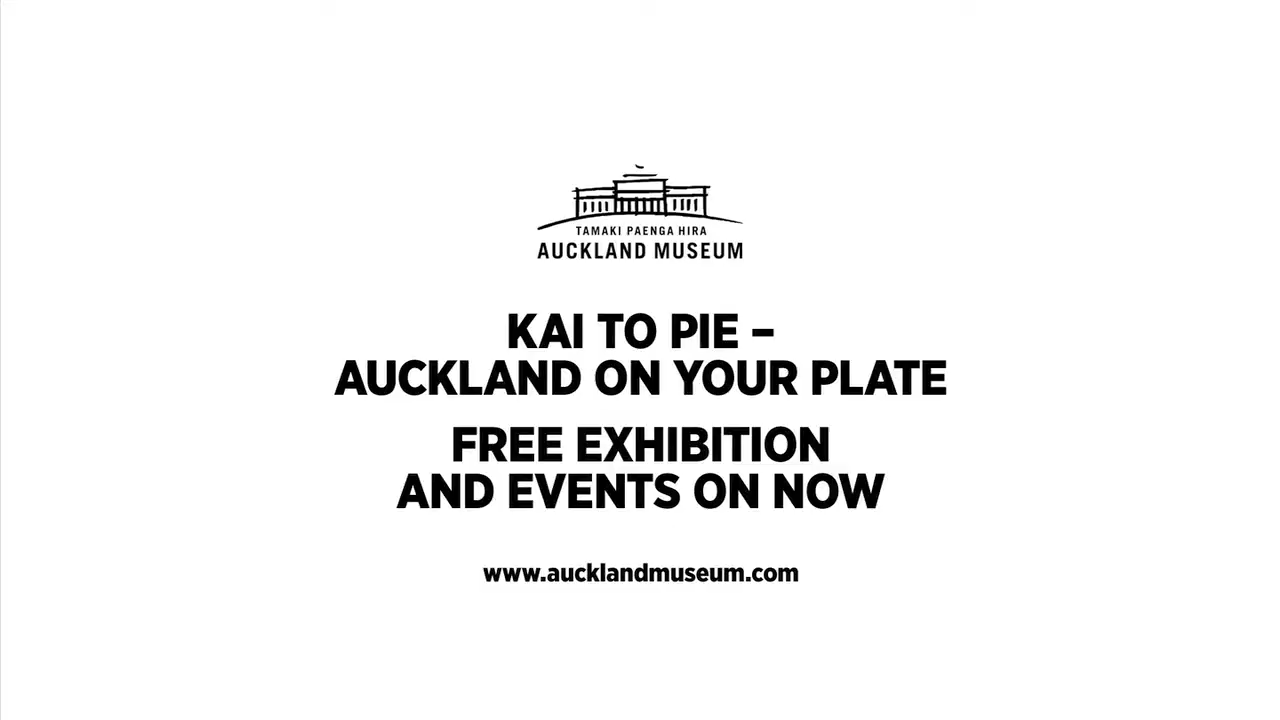 TAMAKI PAENGA HIRA
AUCKLAND MUSEUM
KAI TO PIE –
AUCKLAND ON YOUR PLATE
FREE EXHIBITION
AND EVENTS ON NOW
www.aucklandmuseum.com